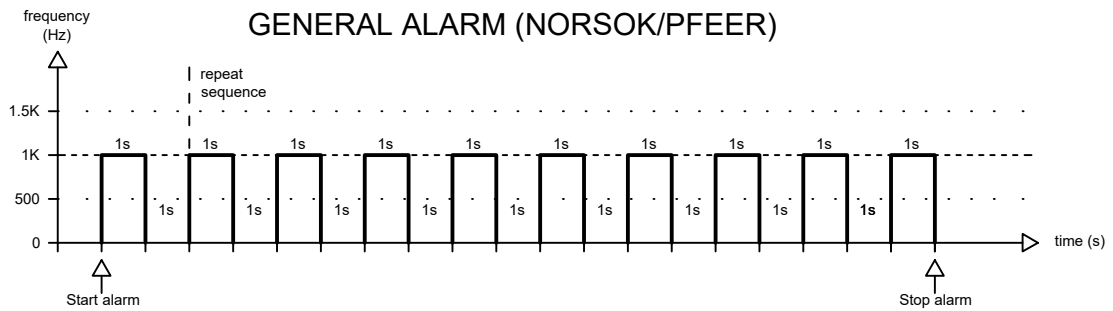 GENERAL ALARM (NORSOK/PFEER)
frequency
(Hz)
repeat
sequence
1.5K
1s 1s 1s 1s 1s 1s 1s 1s 1s 1s
1K
500
1s 1s 1s 1s 1s 1s 1s 1s 1s
0
time (s)
Start alarm
Stop alarm